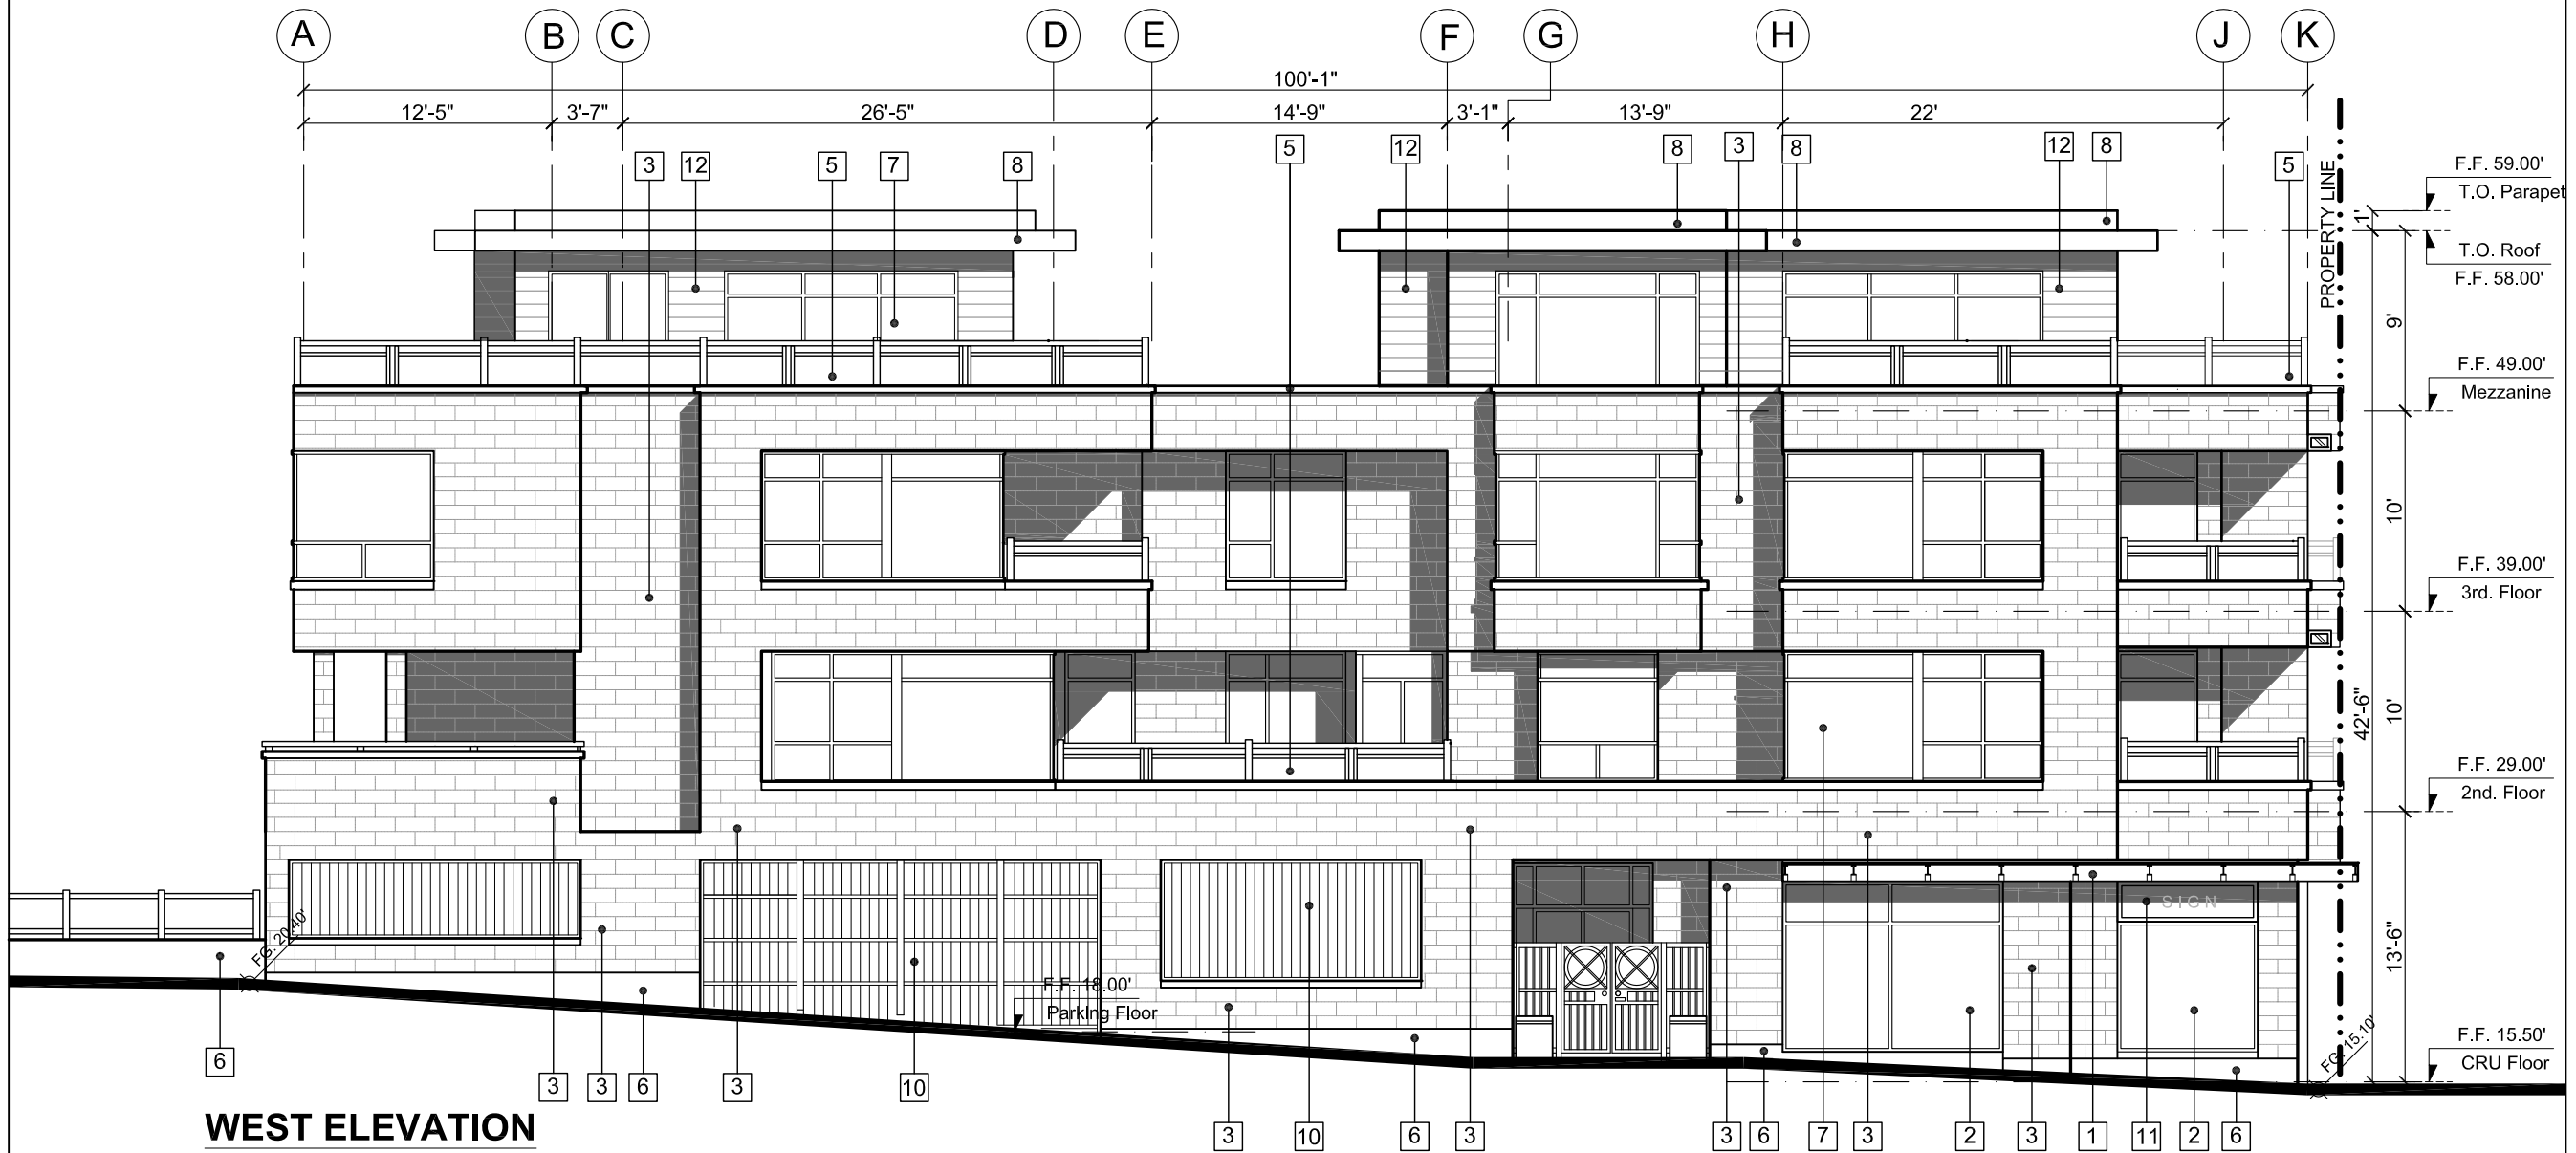 A B C D E F G H J K
100'-1"
12'-5" 3'-7" 26'-5" 14'-9" 3'-1" 13'-9" 22'
3 12 5 7 8 5 12 8 3 8 12 8 5
PROPERTY LINE
F.F. 59.00'
T.O. Parapet
1'
T.O. Roof
F.F. 58.00'
9'
F.F. 49.00'
Mezzanine
10'
F.F. 39.00'
3rd. Floor
42'-6"
10'
F.F. 29.00'
2nd. Floor
SIGN
13'-6"
FG. 20.40'
F.F. 18.00'
Parking Floor
FG. 15.10'
F.F. 15.50'
CRU Floor
6 3 3 6 3 10
3 10 6 3 3 6 7 3 2 3 1 11 2 6
WEST ELEVATION